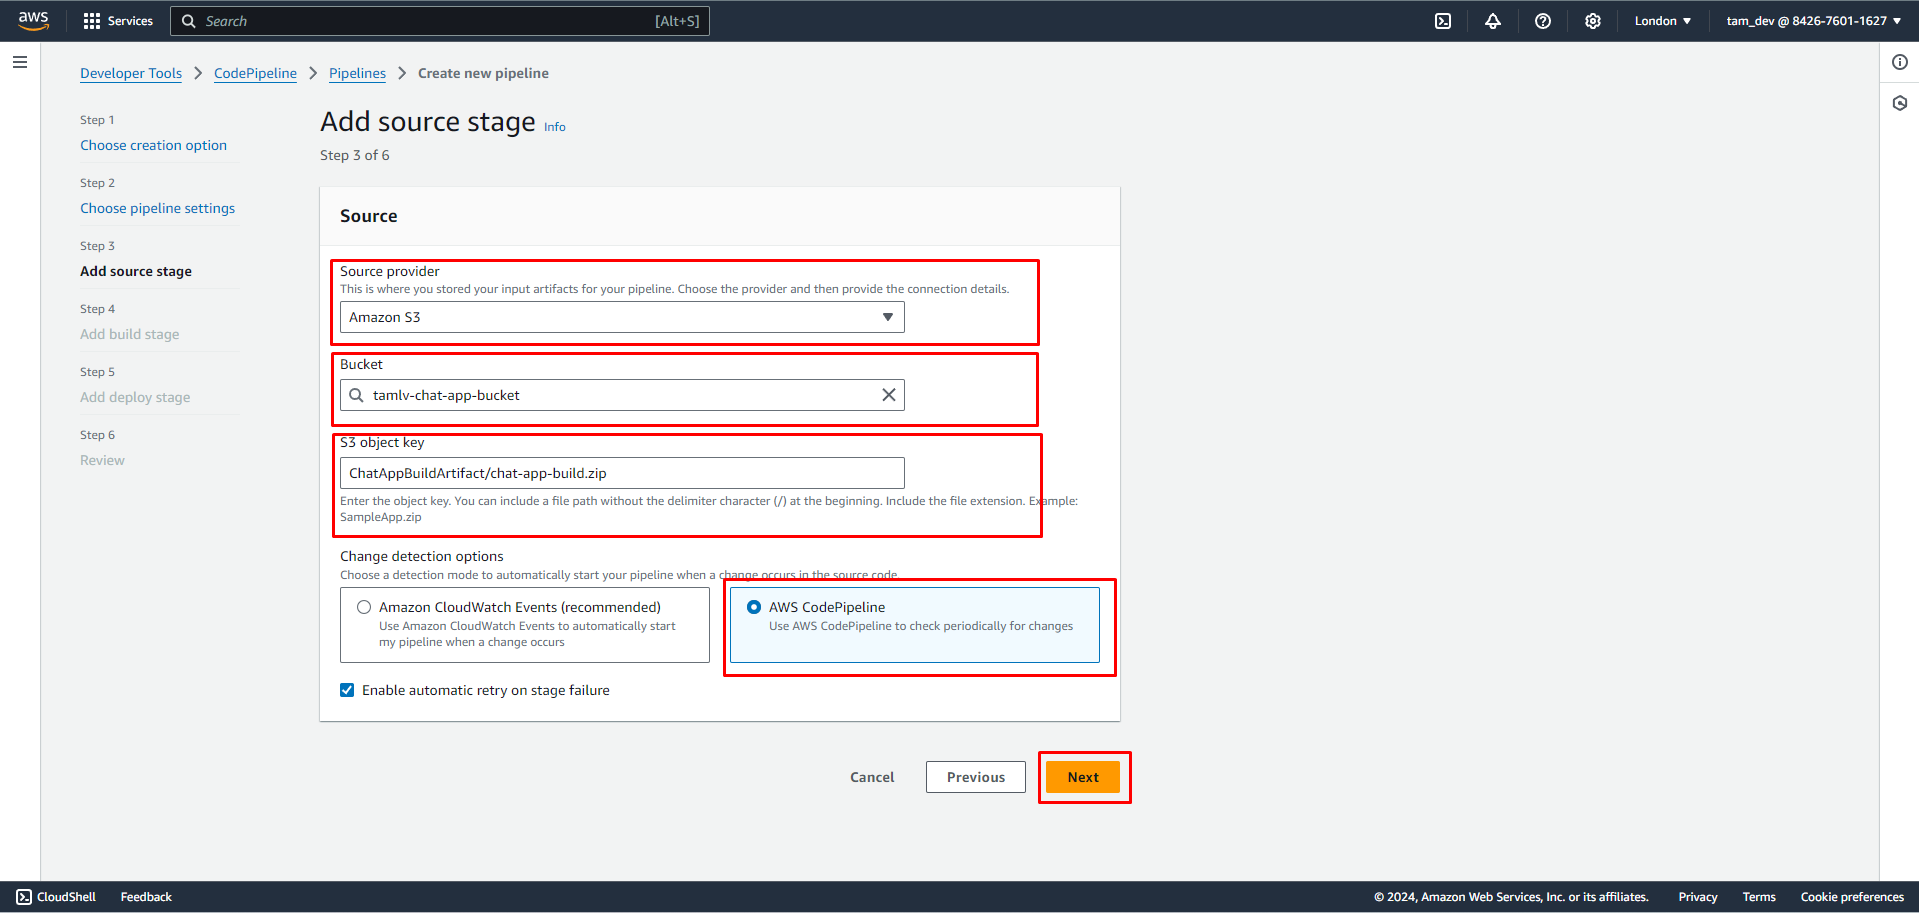 aws
Services
Search
[Alt+S]
London
tam_dev @ 8426-7601-1627
Developer Tools
CodePipeline
Pipelines
Create new pipeline
Step 1
Choose creation option
Step 2
Choose pipeline settings
Step 3
Add source stage
Step 4
Add build stage
Step 5
Add deploy stage
Step 6
Review
Add source stage Info
Step 3 of 6
Source
Source provider
This is where you stored your input artifacts for your pipeline. Choose the provider and then provide the connection details.
Amazon S3
Bucket
tamlv-chat-app-bucket
S3 object key
ChatAppBuildArtifact/chat-app-build.zip
Enter the object key. You can include a file path without the delimiter character (/) at the beginning. Include the file extension. Example:
SampleApp.zip
Change detection options
Choose a detection mode to automatically start your pipeline when a change occurs in the source code.
Amazon CloudWatch Events (recommended)
Use Amazon CloudWatch Events to automatically start
my pipeline when a change occurs
AWS CodePipeline
Use AWS CodePipeline to check periodically for changes
Enable automatic retry on stage failure
Cancel
Previous
Next
CloudShell
Feedback
© 2024, Amazon Web Services, Inc. or its affiliates.
Privacy
Terms
Cookie preferences